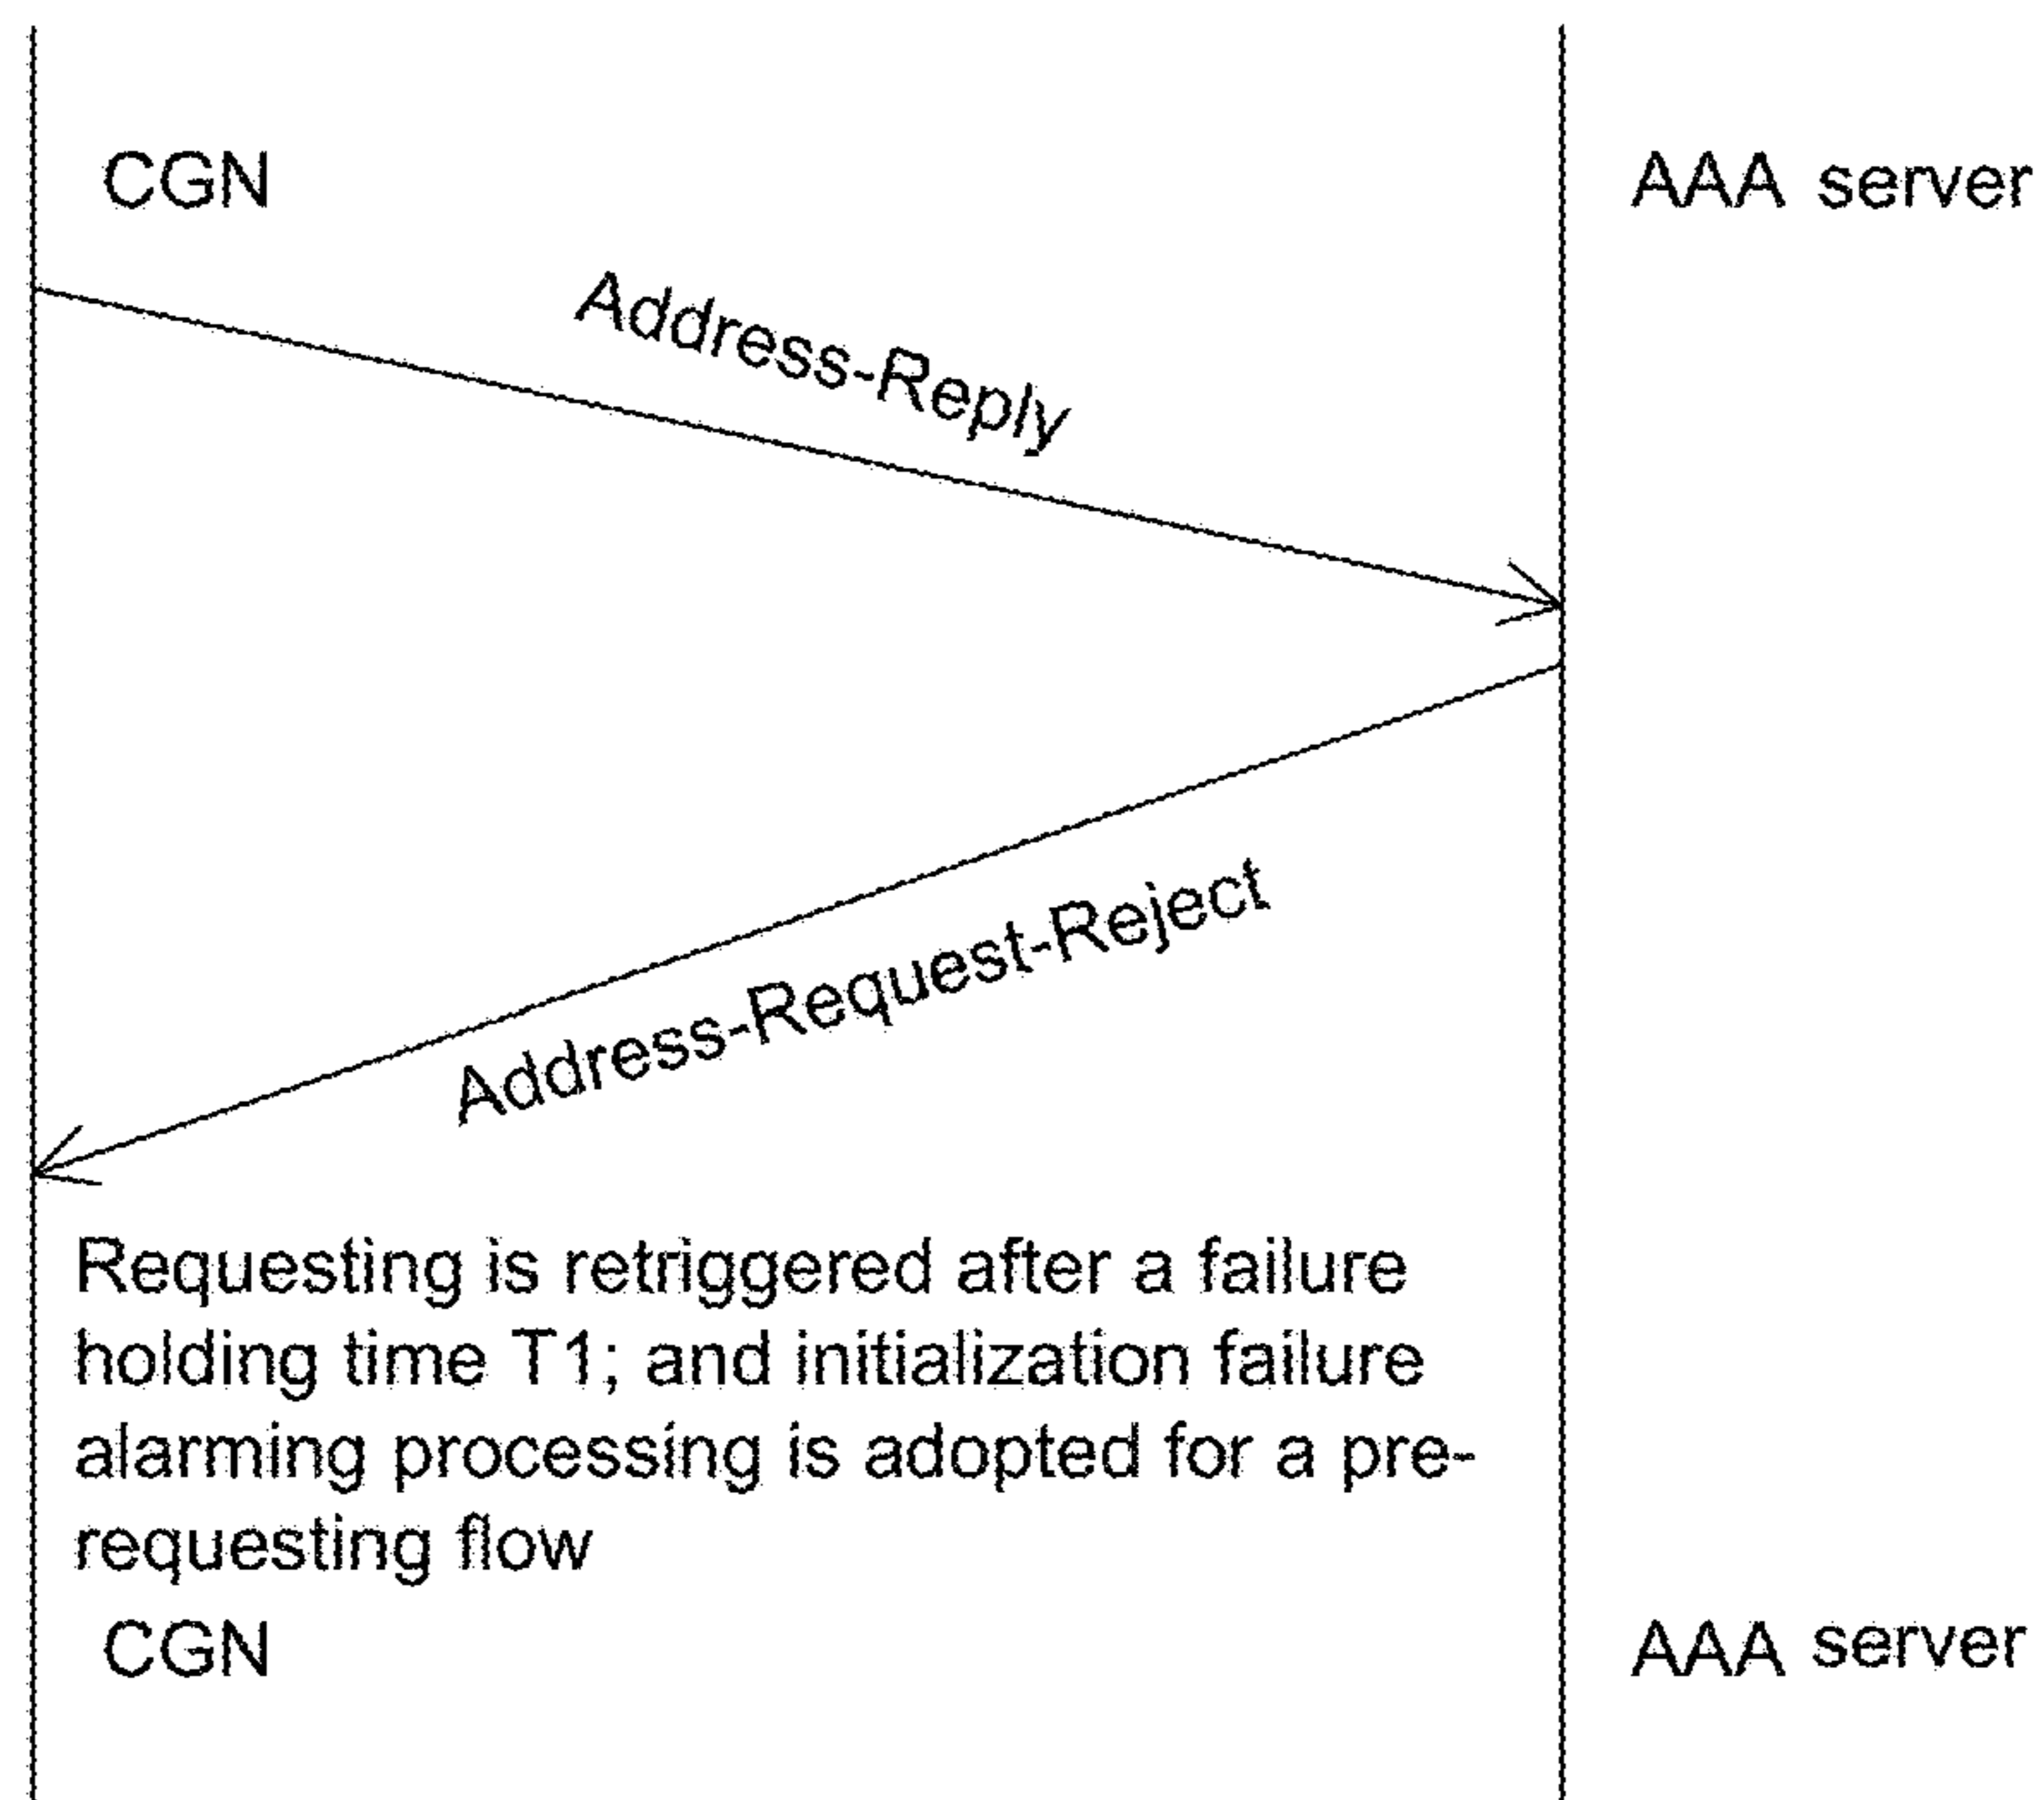 CGN
AAA server
Address-Reply
Address-Request-Reject
Requesting is retriggered after a failure
holding time T1; and initialization failure
alarming processing is adopted for a pre-
requesting flow
CGN
AAA server